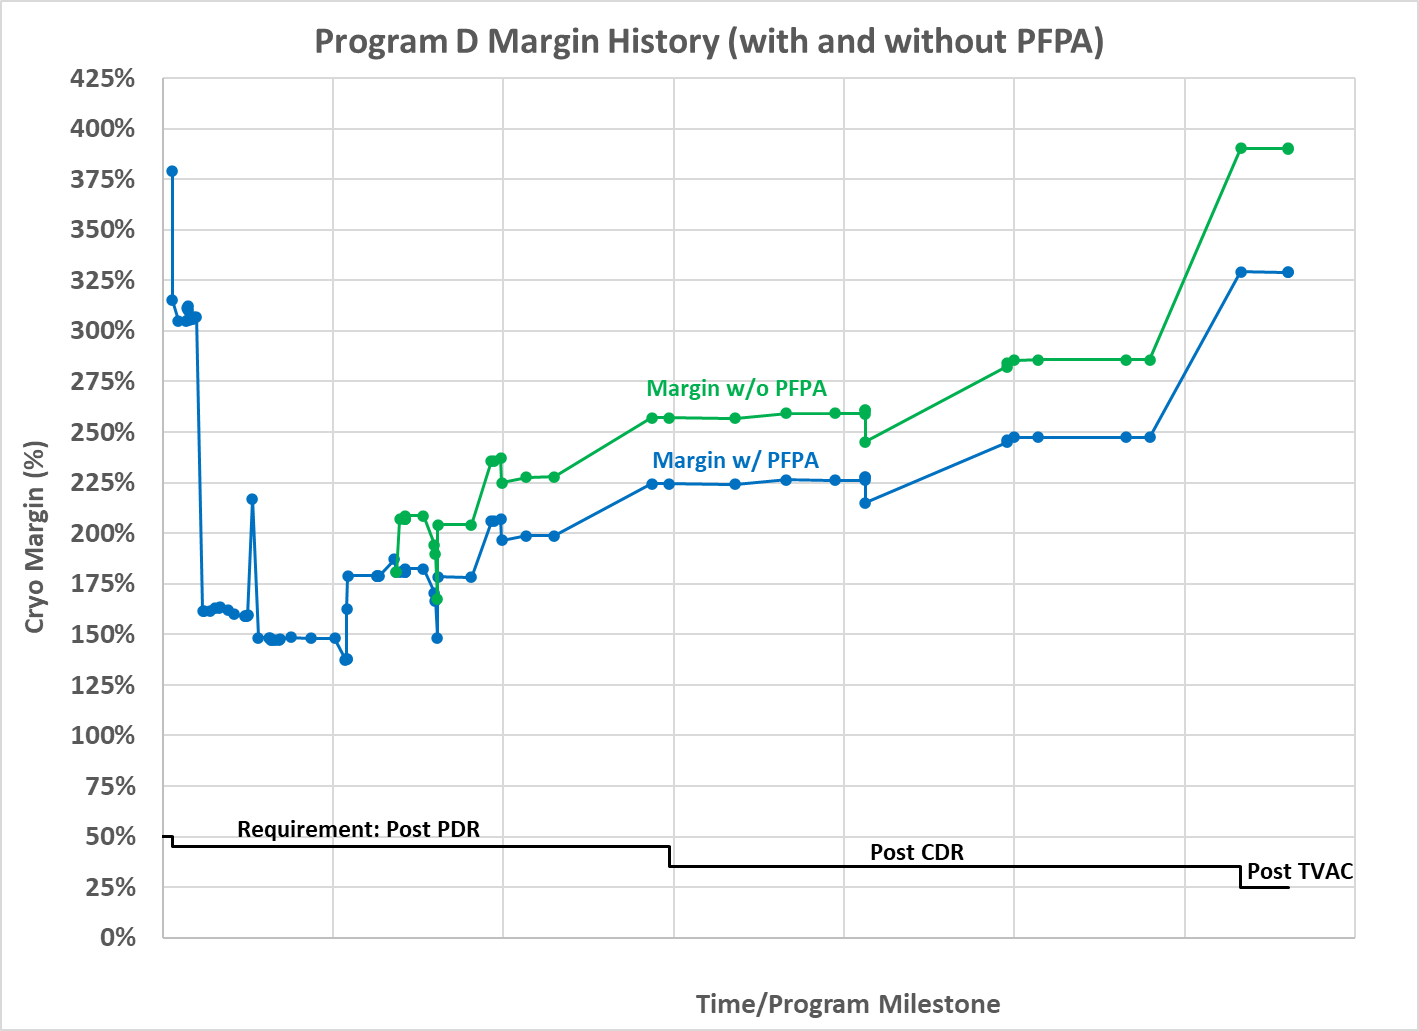 Program D Margin History (with and without PFPA)
425%
400%
375%
350%
325%
300%
275%
250%
225%
200%
175%
150%
125%
100%
75%
50%
25%
0%
Cryo Margin (%)
Margin w/o PFPA
Margin w/ PFPA
Requirement: Post PDR
Post CDR
Post TVAC
Time/Program Milestone